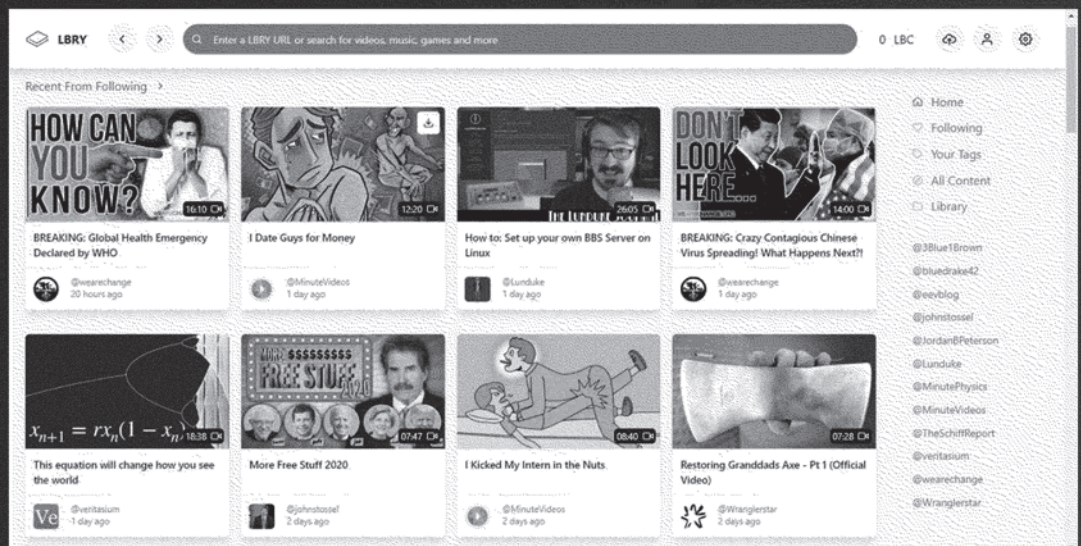 LBRY
Enter a LBRY URL or search for videos, music, games and more
0 LBC
Recent From Following
HOW CAN
YOU
KNOW?
16:10
BREAKING: Global Health Emergency
Declared by WHO
@wearechange
20 hours ago
12:20
I Date Guys for Money
@MinuteVideos
1 day ago
26:05
How to: Set up your own BBS Server on
Linux
@Lunduke
1 day ago
DON'T
LOOK
HERE...
14:00
BREAKING: Crazy Contagious Chinese
Virus Spreading! What Happens Next?!
@wearechange
1 day ago
xn+1 = rxn(1 − xn)
18:38
This equation will change how you see
the world
Ve
@veritasium
1 day ago
MORE $$$$$$$$$
FREE STUFF
2020
07:47
More Free Stuff 2020
@johnstossel
2 days ago
08:40
I Kicked My Intern in the Nuts
@MinuteVideos
2 days ago
07:28
Restoring Granddads Axe - Pt 1 (Official
Video)
@Wranglerstar
2 days ago
Home
Following
Your Tags
All Content
Library
@3Blue1Brown
@bluedrake42
@eevblog
@johnstossel
@JordanBPeterson
@Lunduke
@MinutePhysics
@MinuteVideos
@TheSchiffReport
@veritasium
@wearechange
@Wranglerstar